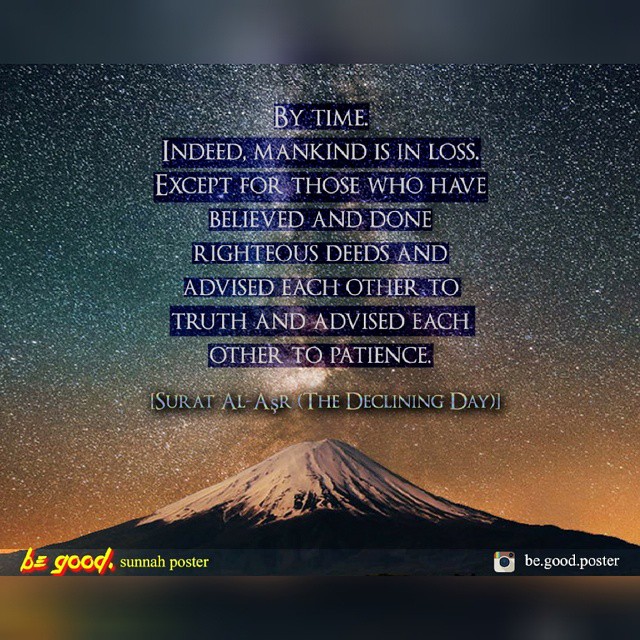 BY TIME.
INDEED, MANKIND IS IN LOSS.
EXCEPT FOR THOSE WHO HAVE
BELIEVED AND DONE
RIGHTEOUS DEEDS AND
ADVISED EACH OTHER TO
TRUTH AND ADVISED EACH
OTHER TO PATIENCE.
[SURAT AL-AŞR (THE DECLINING DAY)]
be good. sunnah poster
be.good.poster